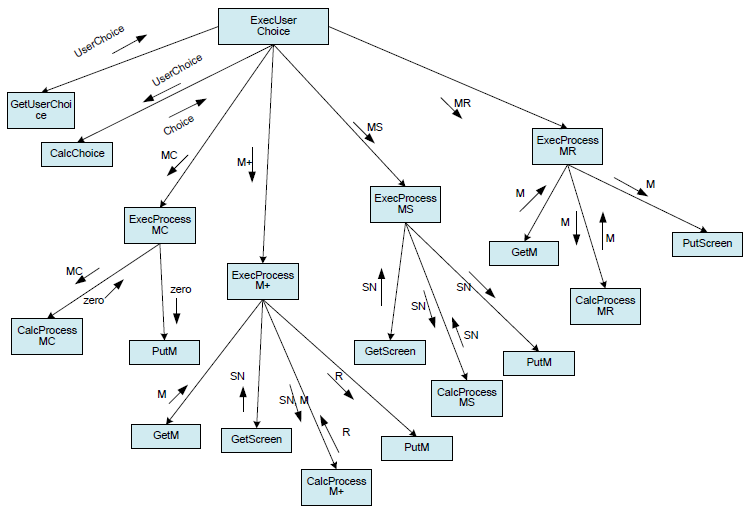 ExecUser
Choice
UserChoice
GetUserChoi
ce
UserChoice
Choice
CalcChoice
MC
M+
MS
MR
ExecProcess
MR
ExecProcess
MS
ExecProcess
MC
ExecProcess
M+
M
M
M
M
GetM
PutScreen
CalcProcess
MR
MC
zero
zero
CalcProcess
MC
PutM
SN
SN
SN
SN
GetScreen
PutM
CalcProcess
MS
M
SN
SN M
R
R
GetM
GetScreen
PutM
CalcProcess
M+